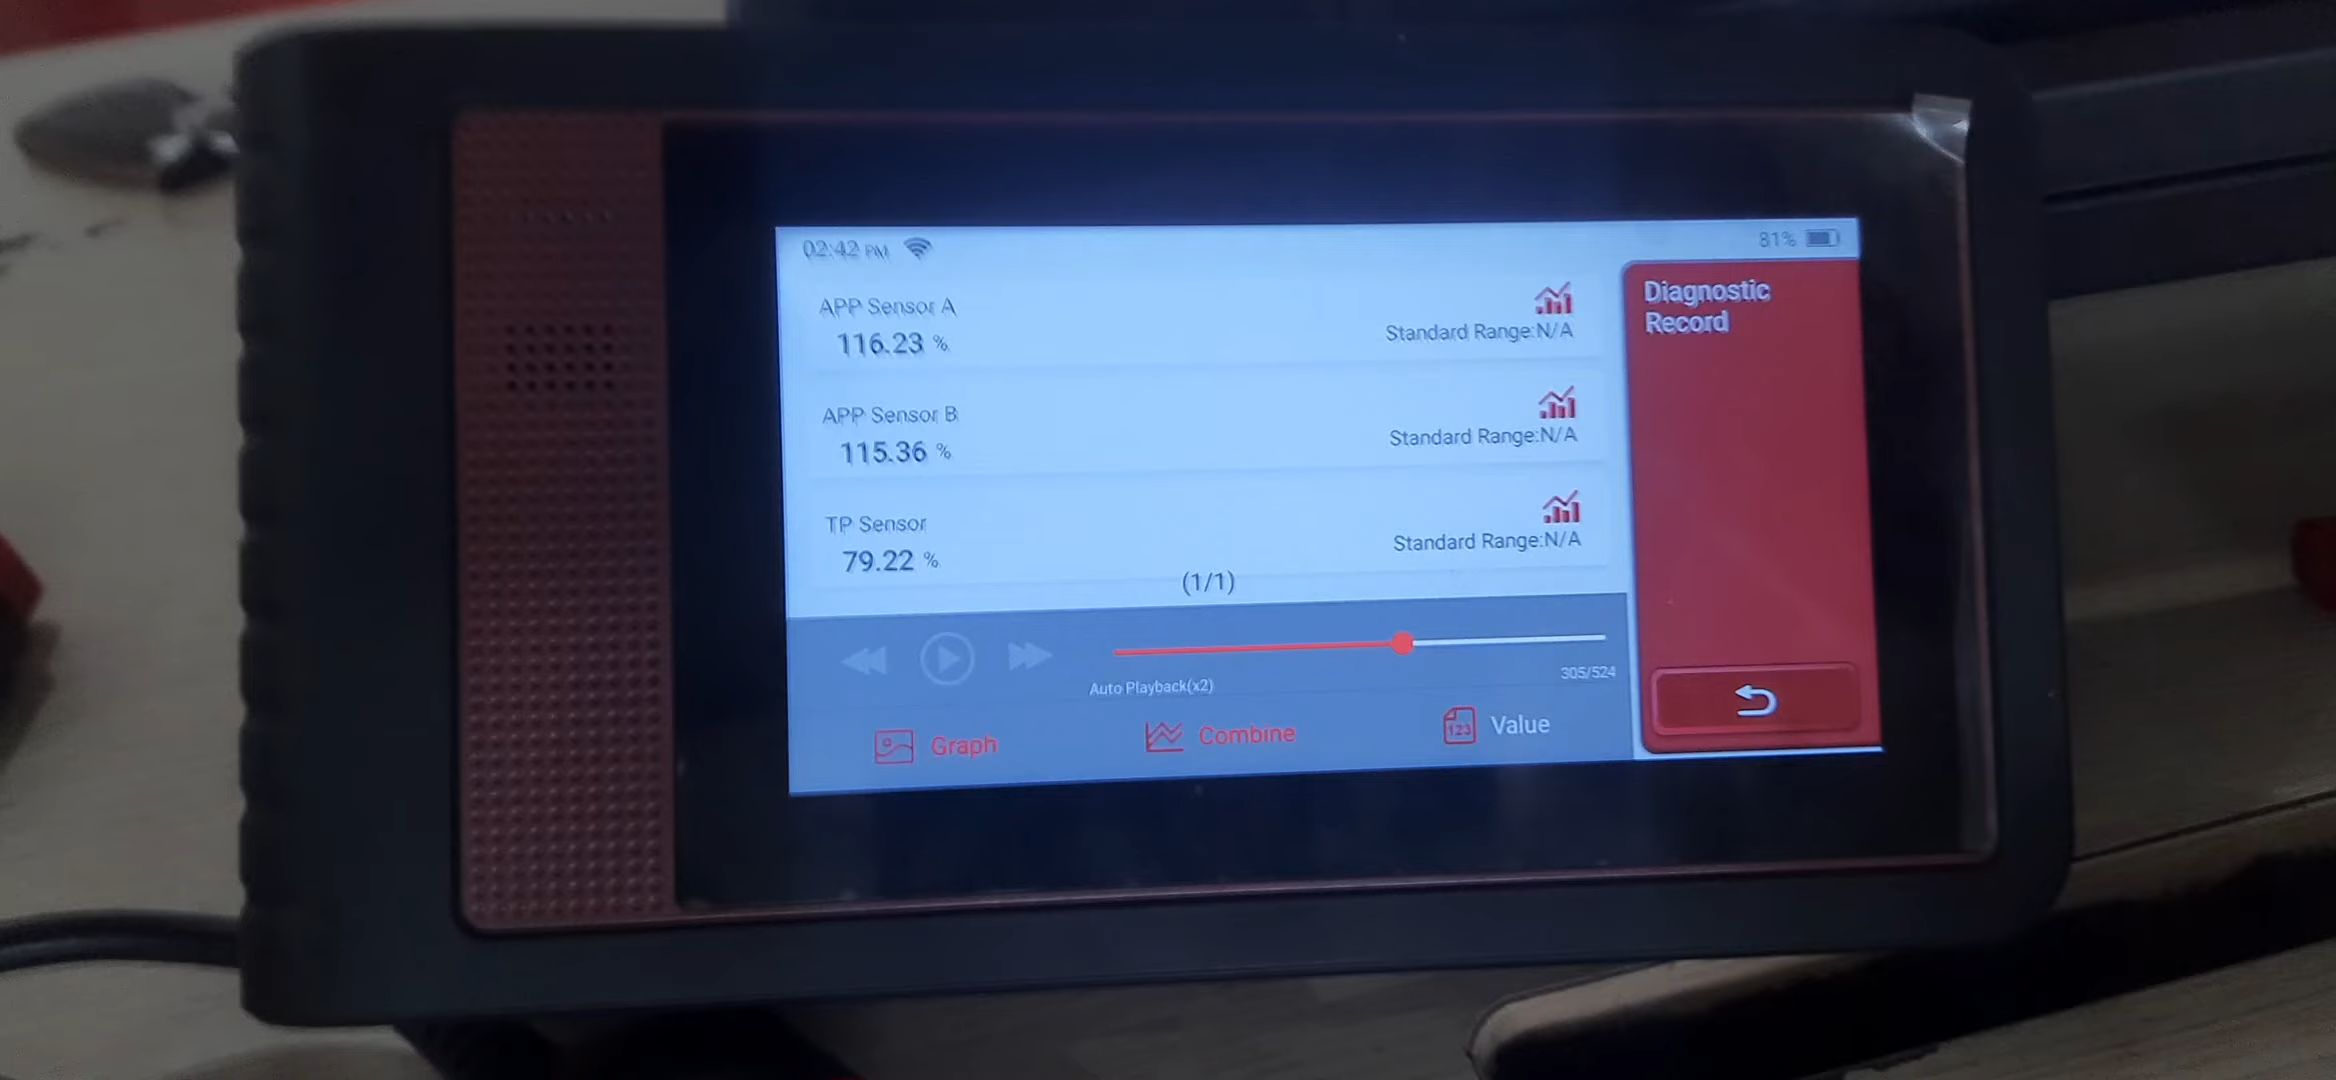 02:42 PM
81%
APP Sensor A
116.23 %
Standard Range:N/A
APP Sensor B
115.36 %
Standard Range:N/A
TP Sensor
79.22 %
Standard Range:N/A
(1/1)
Auto Playback(x2)
305/524
Graph
Combine
123
Value
Diagnostic
Record